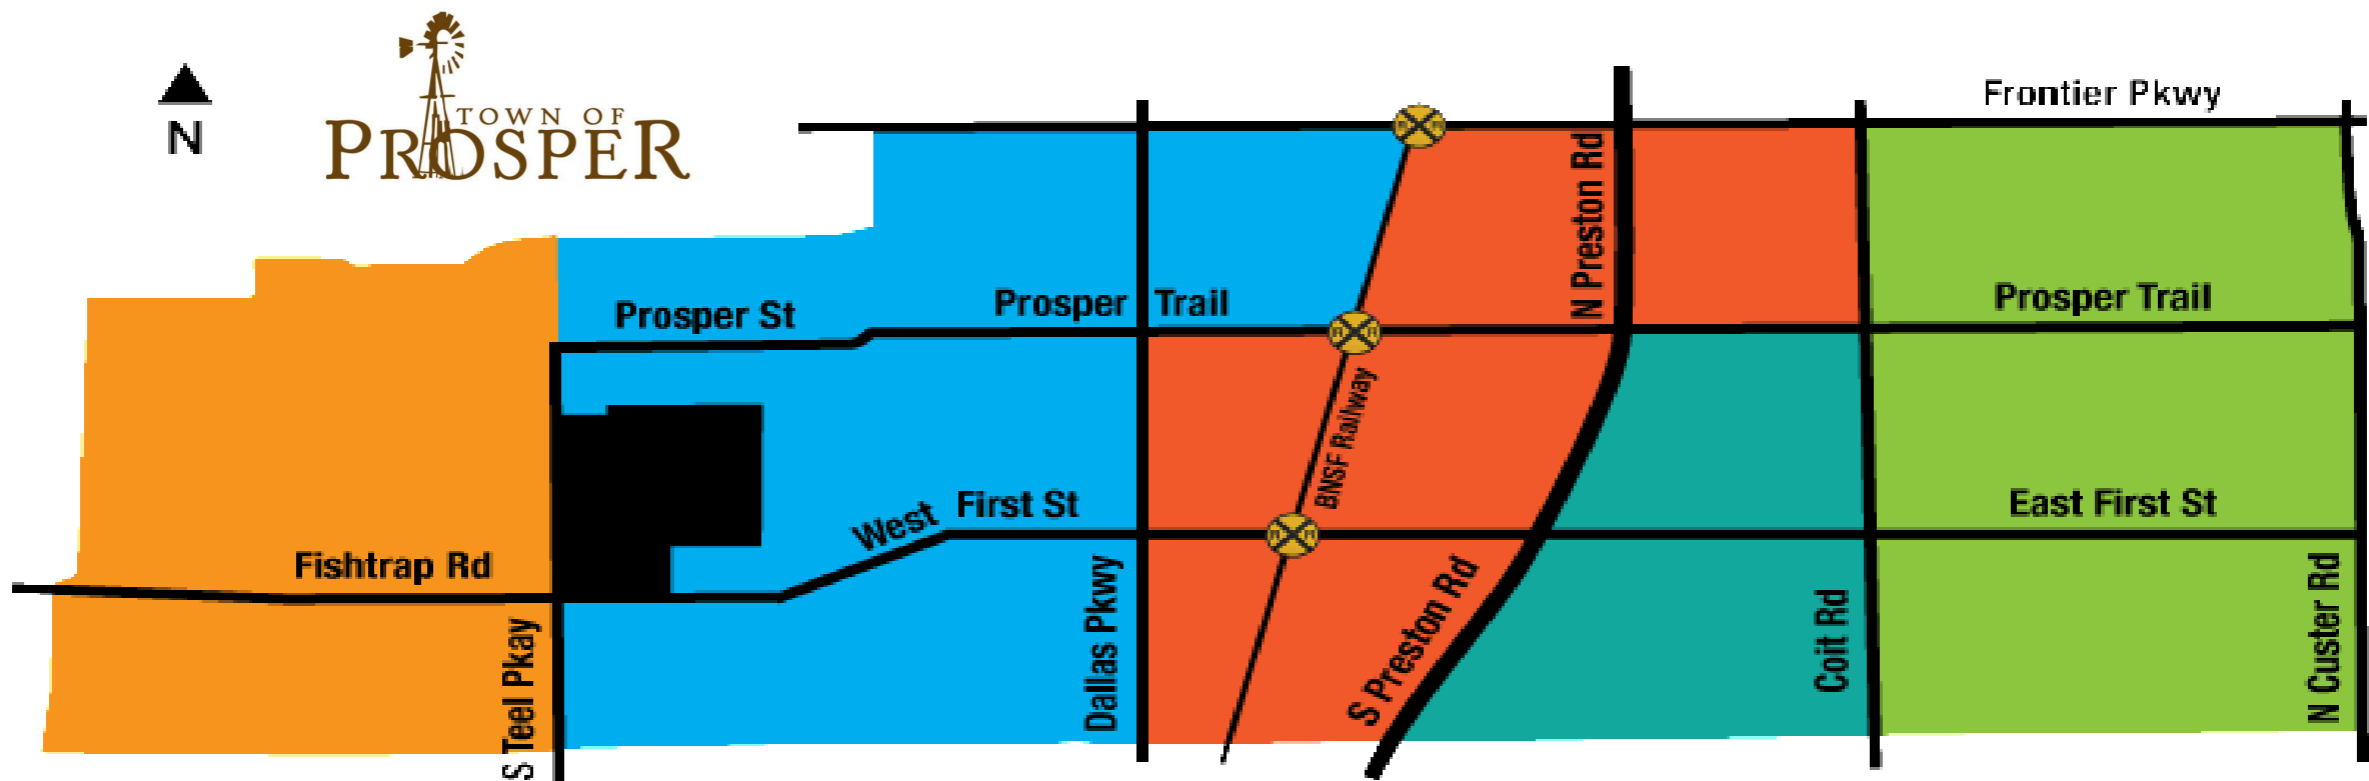 TOWN OF
PROSPER
N
Frontier Pkwy
N Preston Rd
Prosper St
Prosper Trail
Prosper Trail
BNSF Railway
West First St
East First St
Fishtrap Rd
S Teel Pkay
Dallas Pkwy
S Preston Rd
Coit Rd
N Custer Rd